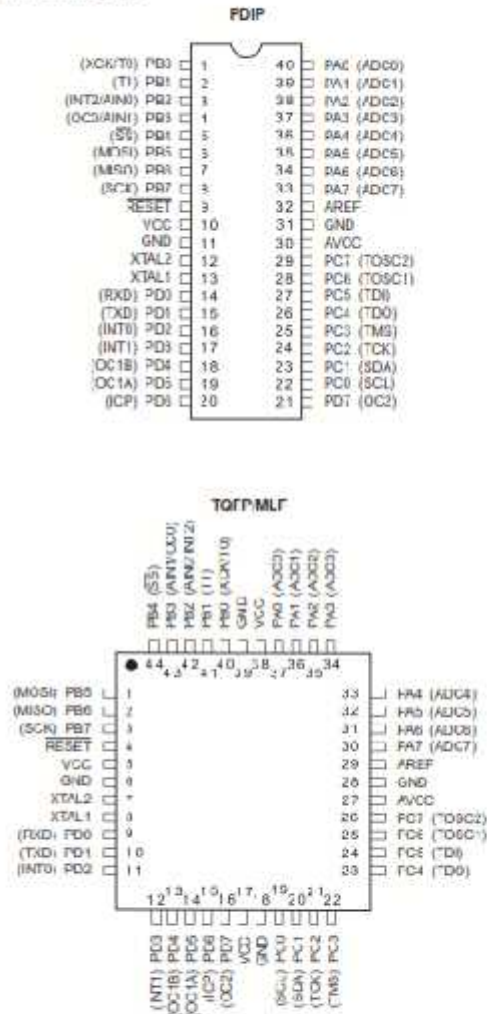 PDIP
(XCK/T0) PB0 1 40 PA0 (ADC0)
(T1) PB1 2 39 PA1 (ADC1)
(INT2/AIN0) PB2 3 38 PA2 (ADC2)
(OC0/AIN1) PB3 4 37 PA3 (ADC3)
(SS) PB4 5 36 PA4 (ADC4)
(MOSI) PB5 6 35 PA5 (ADC5)
(MISO) PB6 7 34 PA6 (ADC6)
(SCK) PB7 8 33 PA7 (ADC7)
RESET 9 32 AREF
VCC 10 31 GND
GND 11 30 AVCC
XTAL2 12 29 PC7 (TOSC2)
XTAL1 13 28 PC6 (TOSC1)
(RXD) PD0 14 27 PC5 (TDI)
(TXD) PD1 15 26 PC4 (TDO)
(INT0) PD2 16 25 PC3 (TMS)
(INT1) PD3 17 24 PC2 (TCK)
(OC1B) PD4 18 23 PC1 (SDA)
(OC1A) PD5 19 22 PC0 (SCL)
(ICP) PD6 20 21 PD7 (OC2)
TQFP/MLF
PB4 (SS)
PB3 (AIN1/OC0)
PB2 (AIN0/INT2)
PB1 (T1)
PB0 (XCK/T0)
GND
VCC
PA0 (ADC0)
PA1 (ADC1)
PA2 (ADC2)
PA3 (ADC3)
44 43 42 41 40 39 38 37 36 35 34
(MOSI) PB5 1 33 PA4 (ADC4)
(MISO) PB6 2 32 PA5 (ADC5)
(SCK) PB7 3 31 PA6 (ADC6)
RESET 4 30 PA7 (ADC7)
VCC 5 29 AREF
GND 6 28 GND
XTAL2 7 27 AVCC
XTAL1 8 26 PC7 (TOSC2)
(RXD) PD0 9 25 PC6 (TOSC1)
(TXD) PD1 10 24 PC5 (TDI)
(INT0) PD2 11 23 PC4 (TDO)
12 13 14 15 16 17 18 19 20 21 22
(INT1) PD3
(OC1B) PD4
(OC1A) PD5
(ICP) PD6
(OC2) PD7
VCC
GND
(SCL) PC0
(SDA) PC1
(TCK) PC2
(TMS) PC3